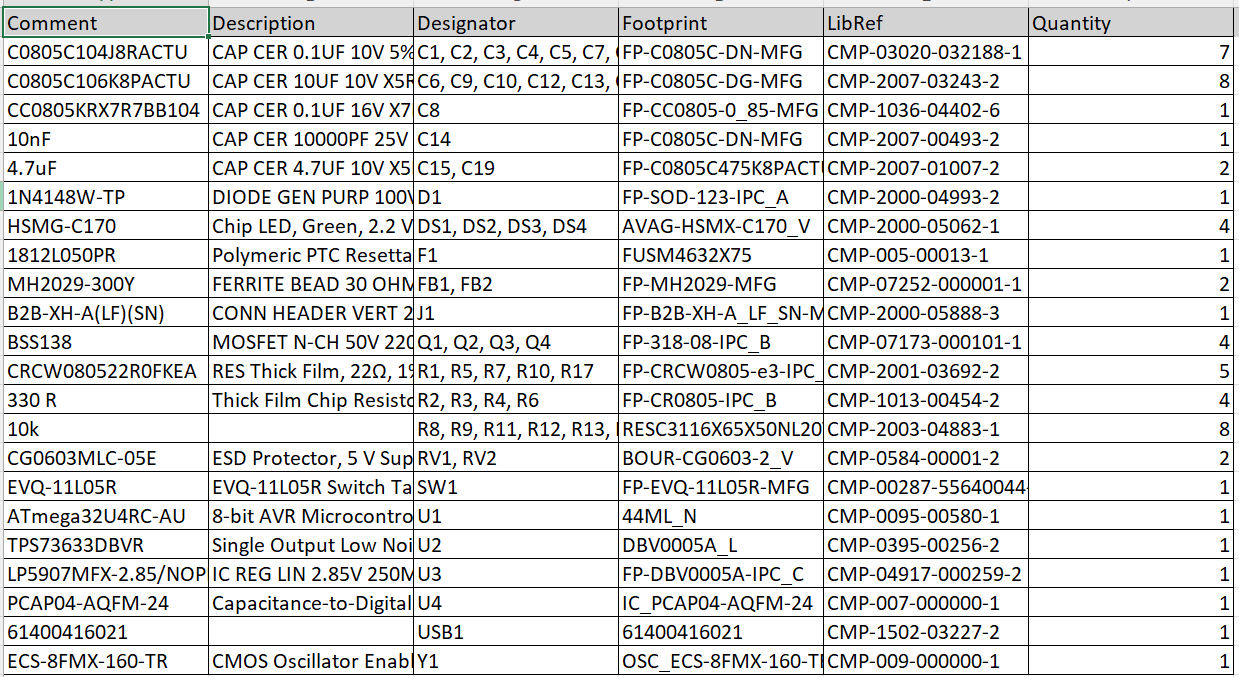 Comment Description Designator Footprint LibRef Quantity
C0805C104J8RACTU CAP CER 0.1UF 10V 5% C1, C2, C3, C4, C5, C7, FP-C0805C-DN-MFG CMP-03020-032188-1 7
C0805C106K8PACTU CAP CER 10UF 10V X5R C6, C9, C10, C12, C13, FP-C0805C-DG-MFG CMP-2007-03243-2 8
CC0805KRX7R7BB104 CAP CER 0.1UF 16V X7 C8 FP-CC0805-0_85-MFG CMP-1036-04402-6 1
10nF CAP CER 10000PF 25V C14 FP-C0805C-DN-MFG CMP-2007-00493-2 1
4.7uF CAP CER 4.7UF 10V X5 C15, C19 FP-C0805C475K8PACTU CMP-2007-01007-2 2
1N4148W-TP DIODE GEN PURP 100V D1 FP-SOD-123-IPC_A CMP-2000-04993-2 1
HSMG-C170 Chip LED, Green, 2.2 V DS1, DS2, DS3, DS4 AVAG-HSMX-C170_V CMP-2000-05062-1 4
1812L050PR Polymeric PTC Resetta F1 FUSM4632X75 CMP-005-00013-1 1
MH2029-300Y FERRITE BEAD 30 OHM FB1, FB2 FP-MH2029-MFG CMP-07252-000001-1 2
B2B-XH-A(LF)(SN) CONN HEADER VERT 2 J1 FP-B2B-XH-A_LF_SN-M CMP-2000-05888-3 1
BSS138 MOSFET N-CH 50V 220 Q1, Q2, Q3, Q4 FP-318-08-IPC_B CMP-07173-000101-1 4
CRCW080522R0FKEA RES Thick Film, 22Ω, 1% R1, R5, R7, R10, R17 FP-CRCW0805-e3-IPC_ CMP-2001-03692-2 5
330 R Thick Film Chip Resisto R2, R3, R4, R6 FP-CR0805-IPC_B CMP-1013-00454-2 4
10k R8, R9, R11, R12, R13, RESC3116X65X50NL20 CMP-2003-04883-1 8
CG0603MLC-05E ESD Protector, 5 V Sup RV1, RV2 BOUR-CG0603-2_V CMP-0584-00001-2 2
EVQ-11L05R EVQ-11L05R Switch Ta SW1 FP-EVQ-11L05R-MFG CMP-00287-55640044- 1
ATmega32U4RC-AU 8-bit AVR Microcontro U1 44ML_N CMP-0095-00580-1 1
TPS73633DBVR Single Output Low Noi U2 DBV0005A_L CMP-0395-00256-2 1
LP5907MFX-2.85/NOP IC REG LIN 2.85V 250M U3 FP-DBV0005A-IPC_C CMP-04917-000259-2 1
PCAP04-AQFM-24 Capacitance-to-Digital U4 IC_PCAP04-AQFM-24 CMP-007-000000-1 1
61400416021 USB1 61400416021 CMP-1502-03227-2 1
ECS-8FMX-160-TR CMOS Oscillator Enabl Y1 OSC_ECS-8FMX-160-TR CMP-009-000000-1 1